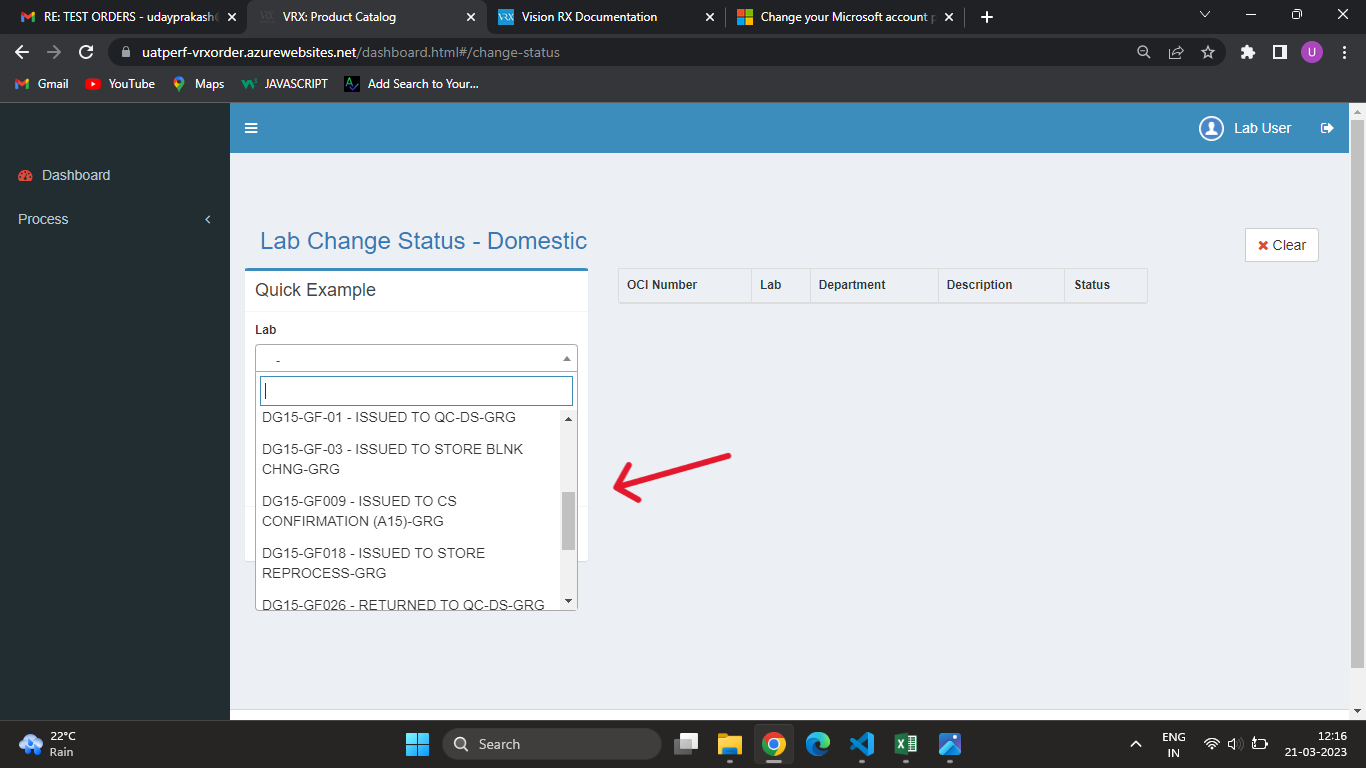 RE: TEST ORDERS - udayprakash
VRX: Product Catalog
VRX
Vision RX Documentation
Change your Microsoft account p
uatperf-vrxorder.azurewebsites.net/dashboard.html#/change-status
U
Gmail
YouTube
Maps
JAVASCRIPT
Add Search to Your...
Lab User
Dashboard
Process
Lab Change Status - Domestic
Clear
Quick Example
OCI Number
Lab
Department
Description
Status
Lab
-
DG15-GF-01 - ISSUED TO QC-DS-GRG
DG15-GF-03 - ISSUED TO STORE BLNK
CHNG-GRG
DG15-GF009 - ISSUED TO CS
CONFIRMATION (A15)-GRG
DG15-GF018 - ISSUED TO STORE
REPROCESS-GRG
DG15-GF026 - RETURNED TO QC-DS-GRG
22°C
Rain
Search
ENG
IN
12:16
21-03-2023